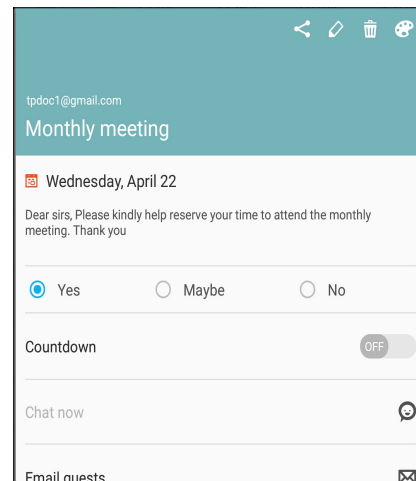 tpdoc1@gmail.com
Monthly meeting
Wednesday, April 22
Dear sirs, Please kindly help reserve your time to attend the monthly
meeting. Thank you
Yes Maybe No
Countdown OFF
Chat now
Email guests